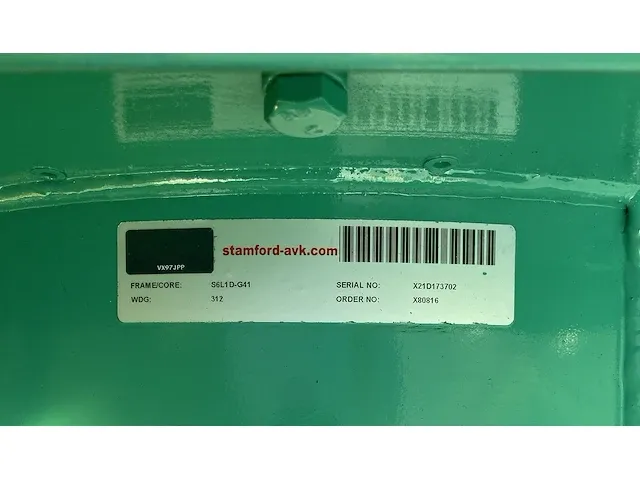 stamford-avk.com
VX97JPP
FRAME/CORE: S6L1D-G41 SERIAL NO: X21D173702
WDG: 312 ORDER NO: X80816